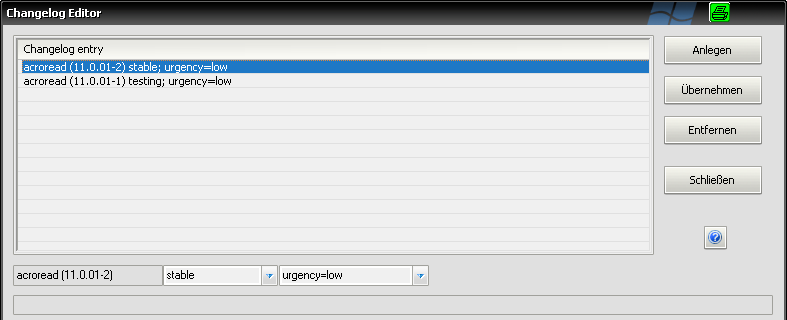 Changelog Editor
Changelog entry
acroread (11.0.01-2) stable; urgency=low
acroread (11.0.01-1) testing; urgency=low
Anlegen
Übernehmen
Entfernen
Schließen
acroread (11.0.01-2) stable urgency=low